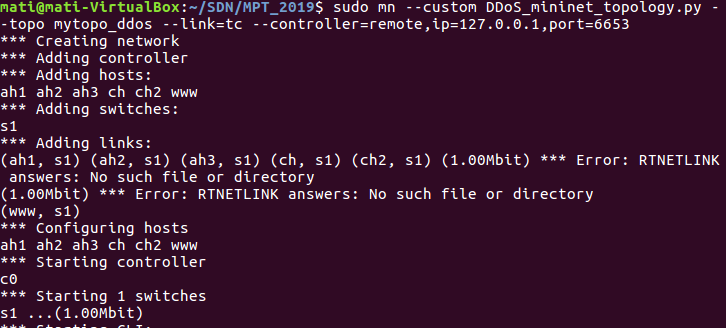 mati@mati-VirtualBox:~/SDN/MPT_2019$ sudo mn --custom DDoS_mininet_topology.py -
-topo mytopo_ddos --link=tc --controller=remote,ip=127.0.0.1,port=6653
*** Creating network
*** Adding controller
*** Adding hosts:
ah1 ah2 ah3 ch ch2 www
*** Adding switches:
s1
*** Adding links:
(ah1, s1) (ah2, s1) (ah3, s1) (ch, s1) (ch2, s1) (1.00Mbit) *** Error: RTNETLINK
 answers: No such file or directory
(1.00Mbit) *** Error: RTNETLINK answers: No such file or directory
(www, s1)
*** Configuring hosts
ah1 ah2 ah3 ch ch2 www
*** Starting controller
c0
*** Starting 1 switches
s1 ...(1.00Mbit)
*** Starting CLI: